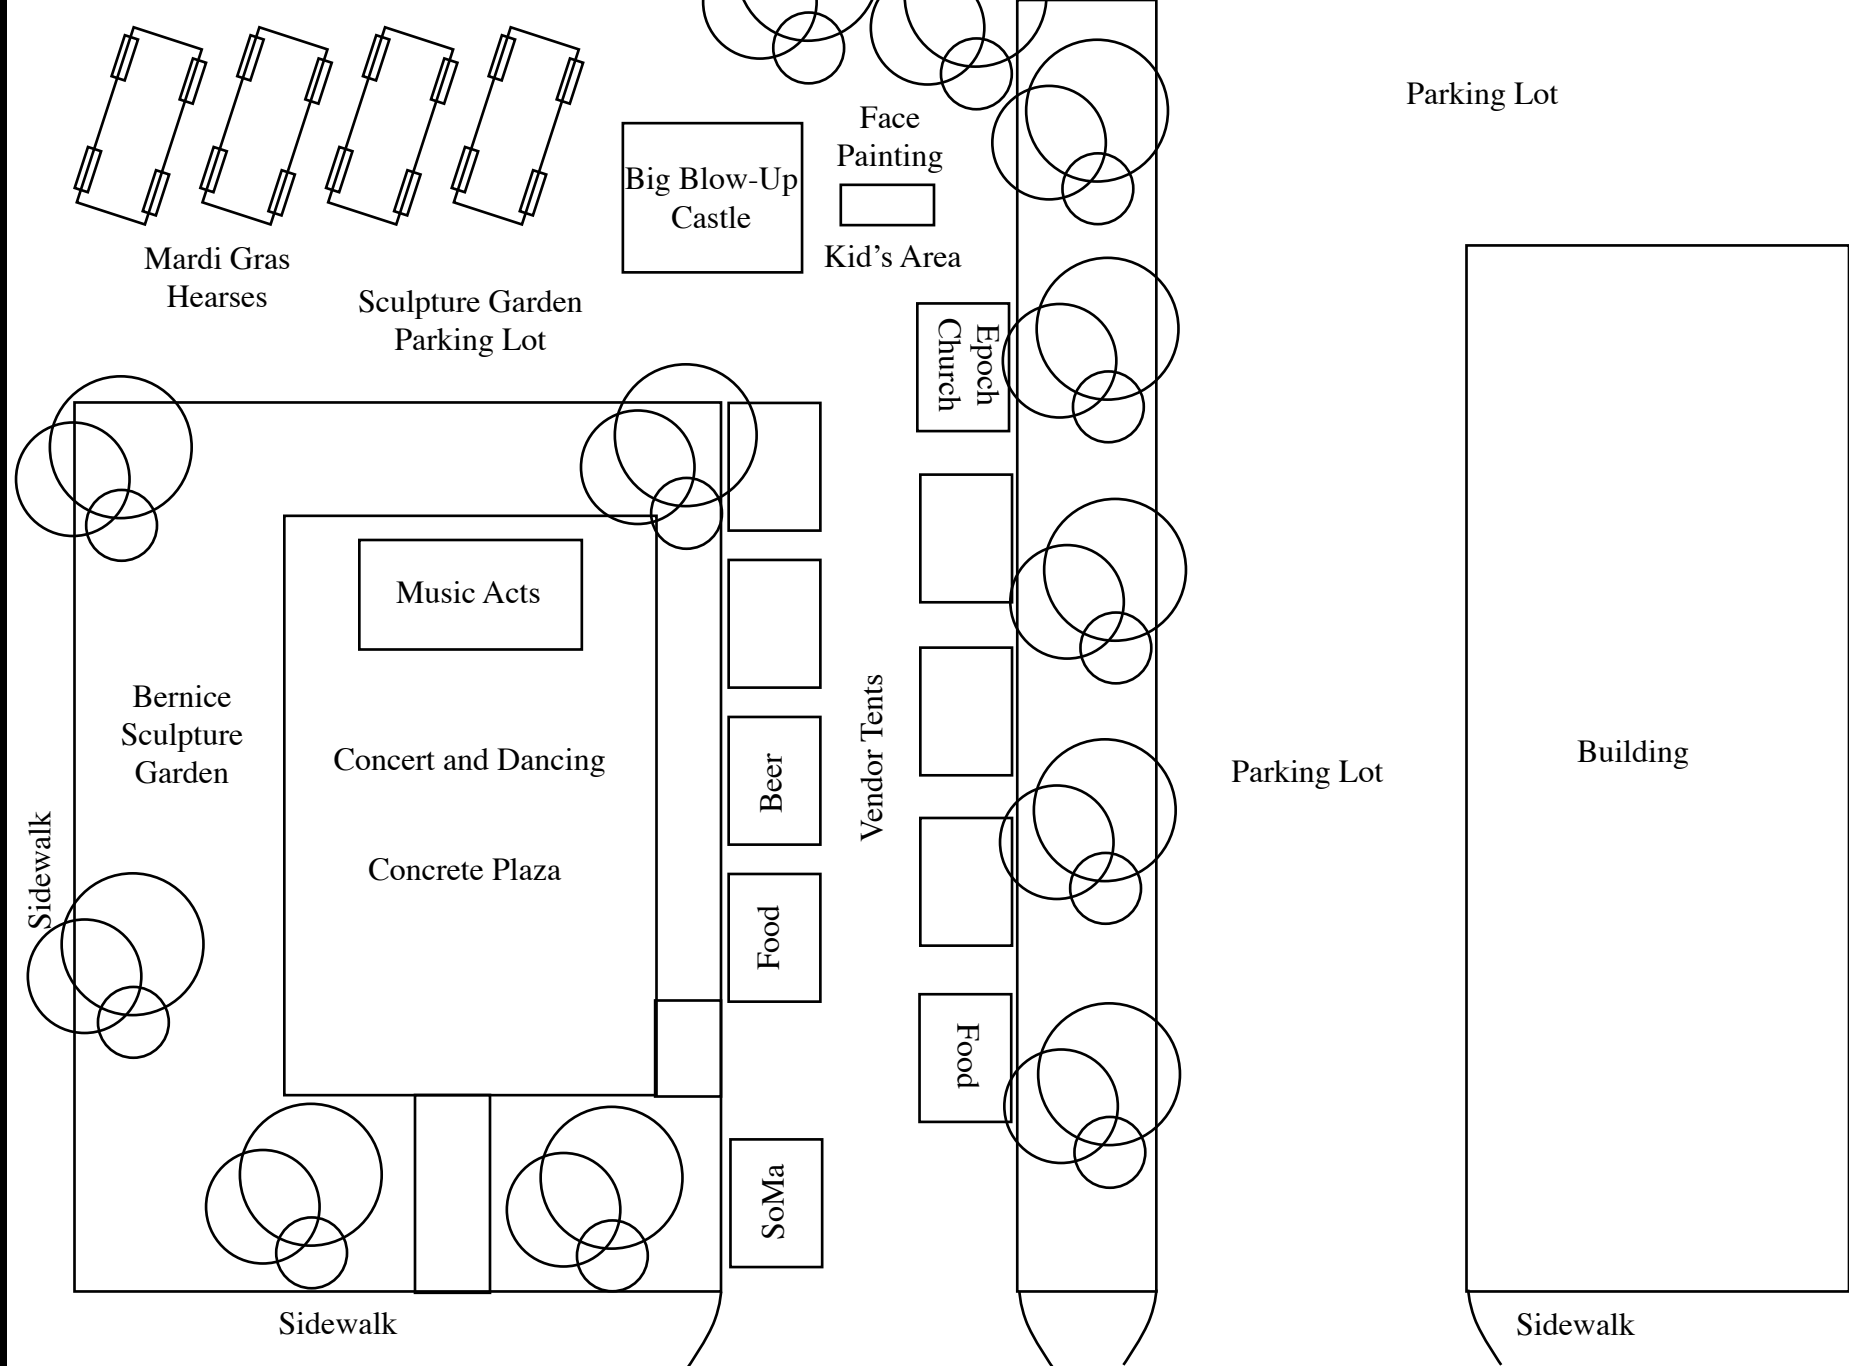 Parking Lot
Face
Painting
Big Blow-Up
Castle
Kid's Area
Mardi Gras
Hearses
Sculpture Garden
Parking Lot
Epoch
Church
Music Acts
Bernice
Sculpture
Garden
Concert and Dancing
Beer
Vendor Tents
Parking Lot
Building
Sidewalk
Concrete Plaza
Food
Food
SoMa
Sidewalk
Sidewalk